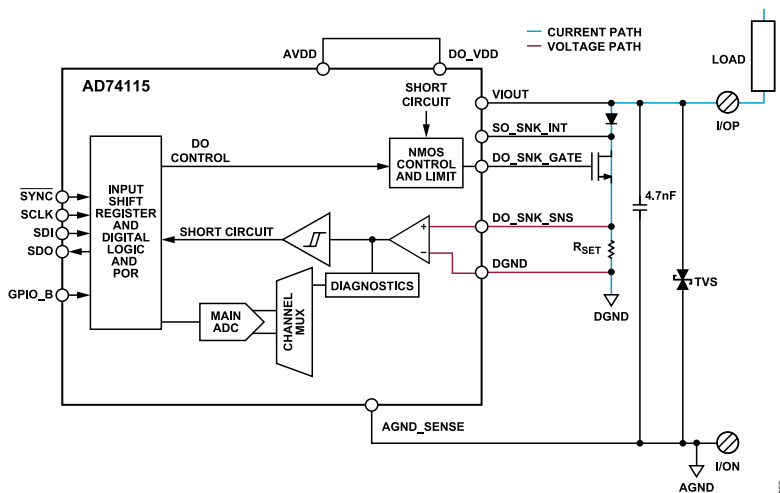 AVDD
DO_VDD
CURRENT PATH
VOLTAGE PATH
LOAD
AD74115
SHORT
CIRCUIT
VIOUT
I/OP
SO_SNK_INT
DO
CONTROL
NMOS
CONTROL
AND LIMIT
DO_SNK_GATE
SYNC
SCLK
SDI
SDO
GPIO_B
INPUT
SHIFT
REGISTER
AND
DIGITAL
LOGIC
AND
POR
4.7nF
SHORT CIRCUIT
+
–
DO_SNK_SNS
RSET
DGND
DIAGNOSTICS
TVS
MAIN
ADC
CHANNEL
MUX
DGND
AGND_SENSE
I/ON
AGND